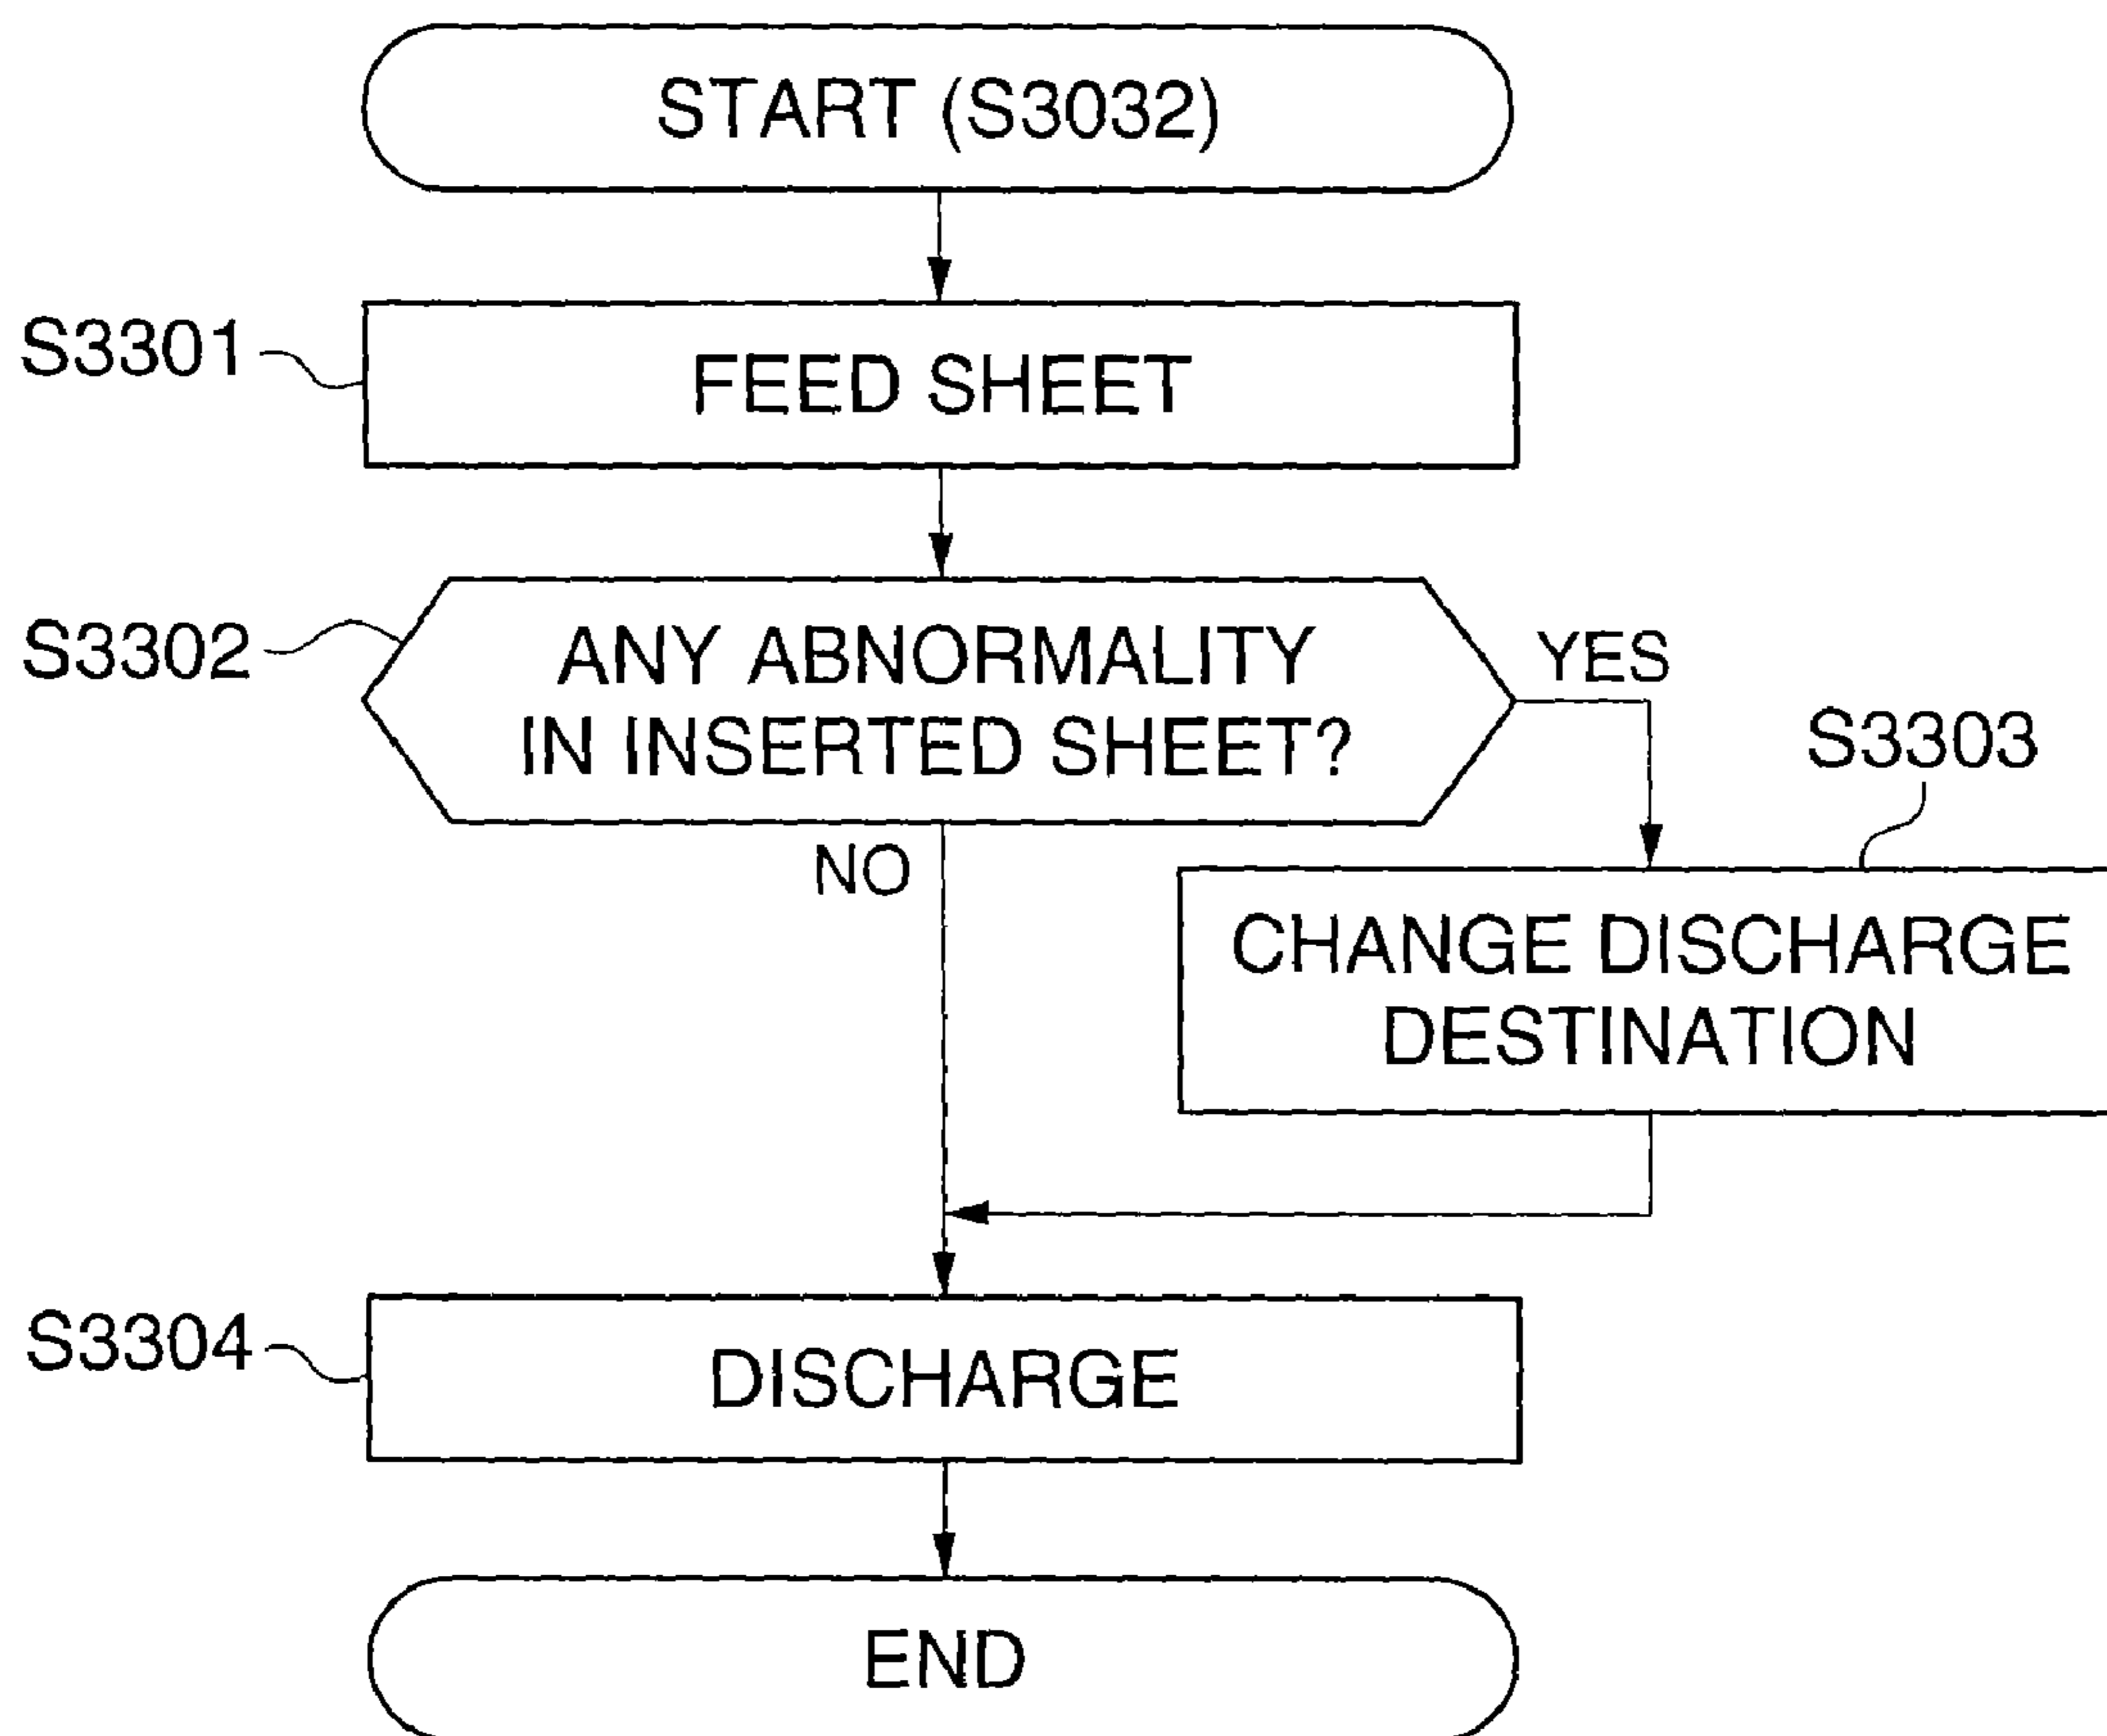 START (S3032)
S3301
FEED SHEET
S3302
ANY ABNORMALITY
IN INSERTED SHEET?
YES
NO
S3303
CHANGE DISCHARGE
DESTINATION
S3304
DISCHARGE
END